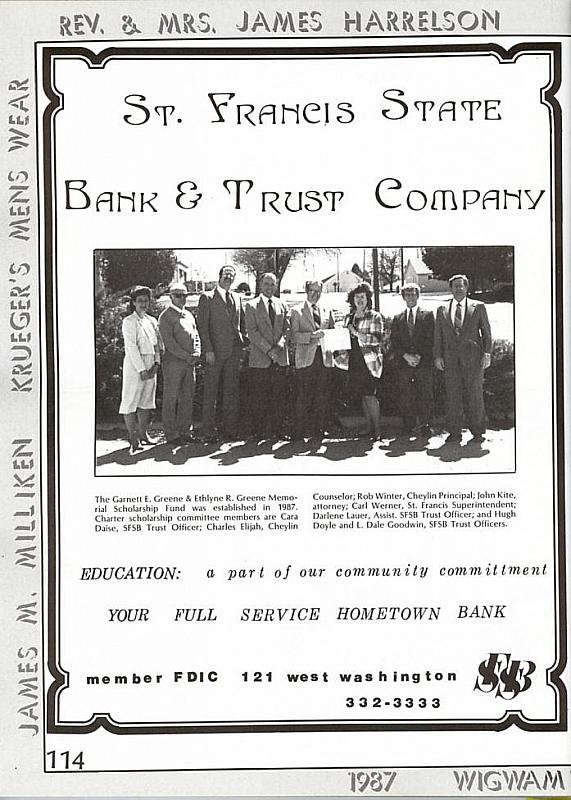 REV. & MRS. JAMES HARRELSON
JAMES M. MILLIKEN KRUEGER'S MENS WEAR
ST. FRANCIS STATE
BANK & TRUST COMPANY
The Garnett E. Greene & Ethlyne R. Greene Memo-
rial Scholarship Fund was established in 1987.
Charter scholarship committee members are Cara
Daise, SFSB Trust Officer; Charles Elijah, Cheylin
Counselor; Rob Winter, Cheylin Principal; John Kite,
attorney; Carl Werner, St. Francis Superintendent;
Darlene Lauer, Assist. SFSB Trust Officer; and Hugh
Doyle and L. Dale Goodwin, SFSB Trust Officers.
EDUCATION: a part of our community committment
YOUR FULL SERVICE HOMETOWN BANK
member FDIC 121 west washington
332-3333
SFSB
114
1987 WIGWAM